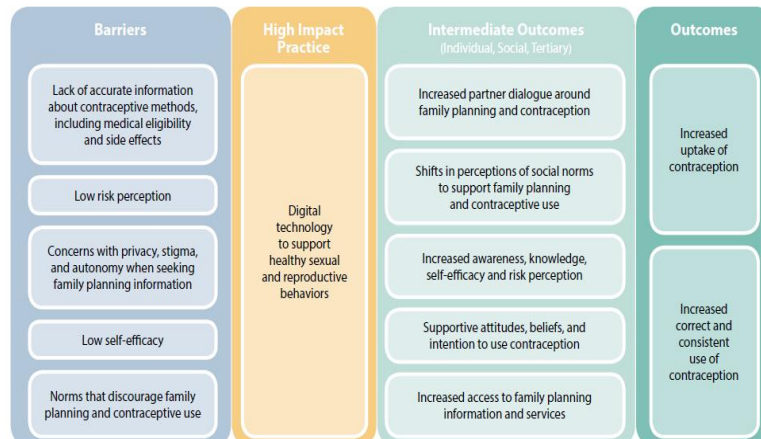 Barriers
Lack of accurate information
about contraceptive methods,
including medical eligibility
and side effects
Low risk perception
Concerns with privacy, stigma,
and autonomy when seeking
family planning information
Low self-efficacy
Norms that discourage family
planning and contraceptive use
High Impact
Practice
Digital
technology
to support
healthy sexual
and reproductive
behaviors
Intermediate Outcomes
(Individual, Social, Tertiary)
Increased partner dialogue around
family planning and contraception
Shifts in perceptions of social norms
to support family planning
and contraceptive use
Increased awareness, knowledge,
self-efficacy and risk perception
Supportive attitudes, beliefs, and
intention to use contraception
Increased access to family planning
information and services
Outcomes
Increased
uptake of
contraception
Increased
correct and
consistent
use of
contraception